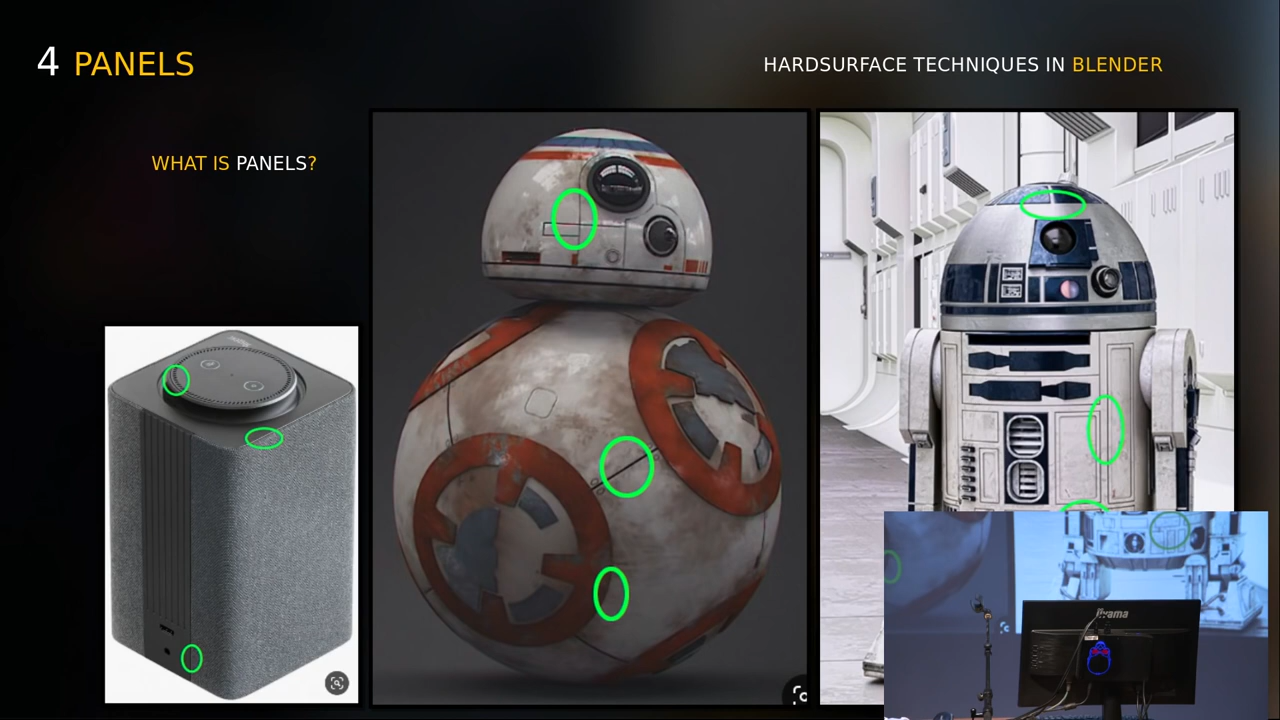 4 PANELS
HARDSURFACE TECHNIQUES IN BLENDER
WHAT IS PANELS?
iiyama